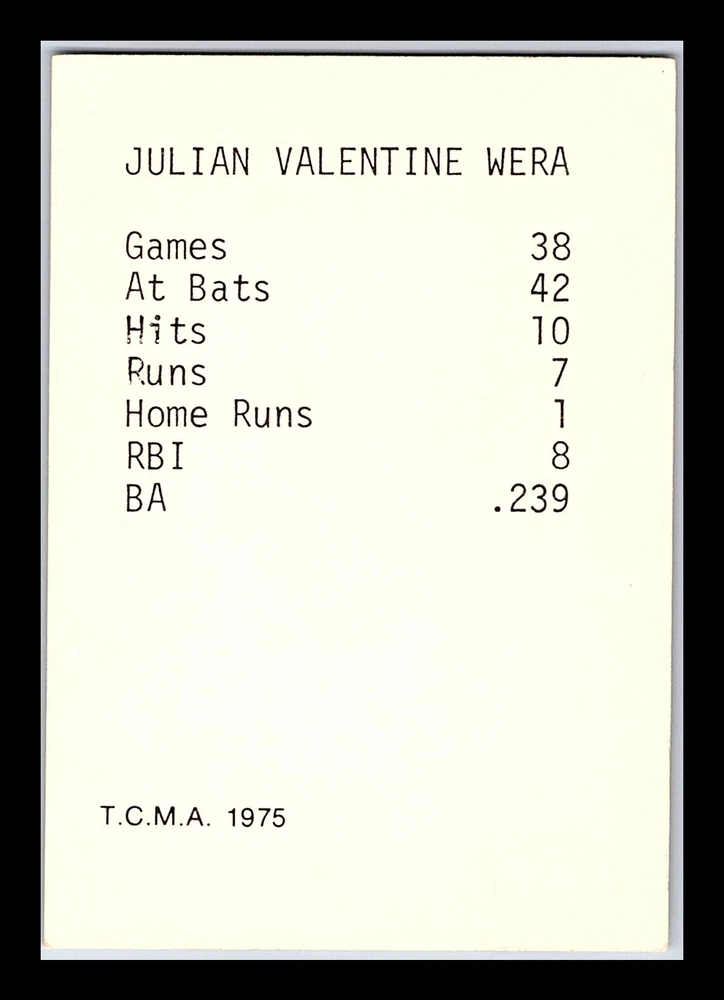 JULIAN VALENTINE WERA
Games 38
At Bats 42
Hits 10
Runs 7
Home Runs 1
RBI 8
BA .239
T.C.M.A. 1975